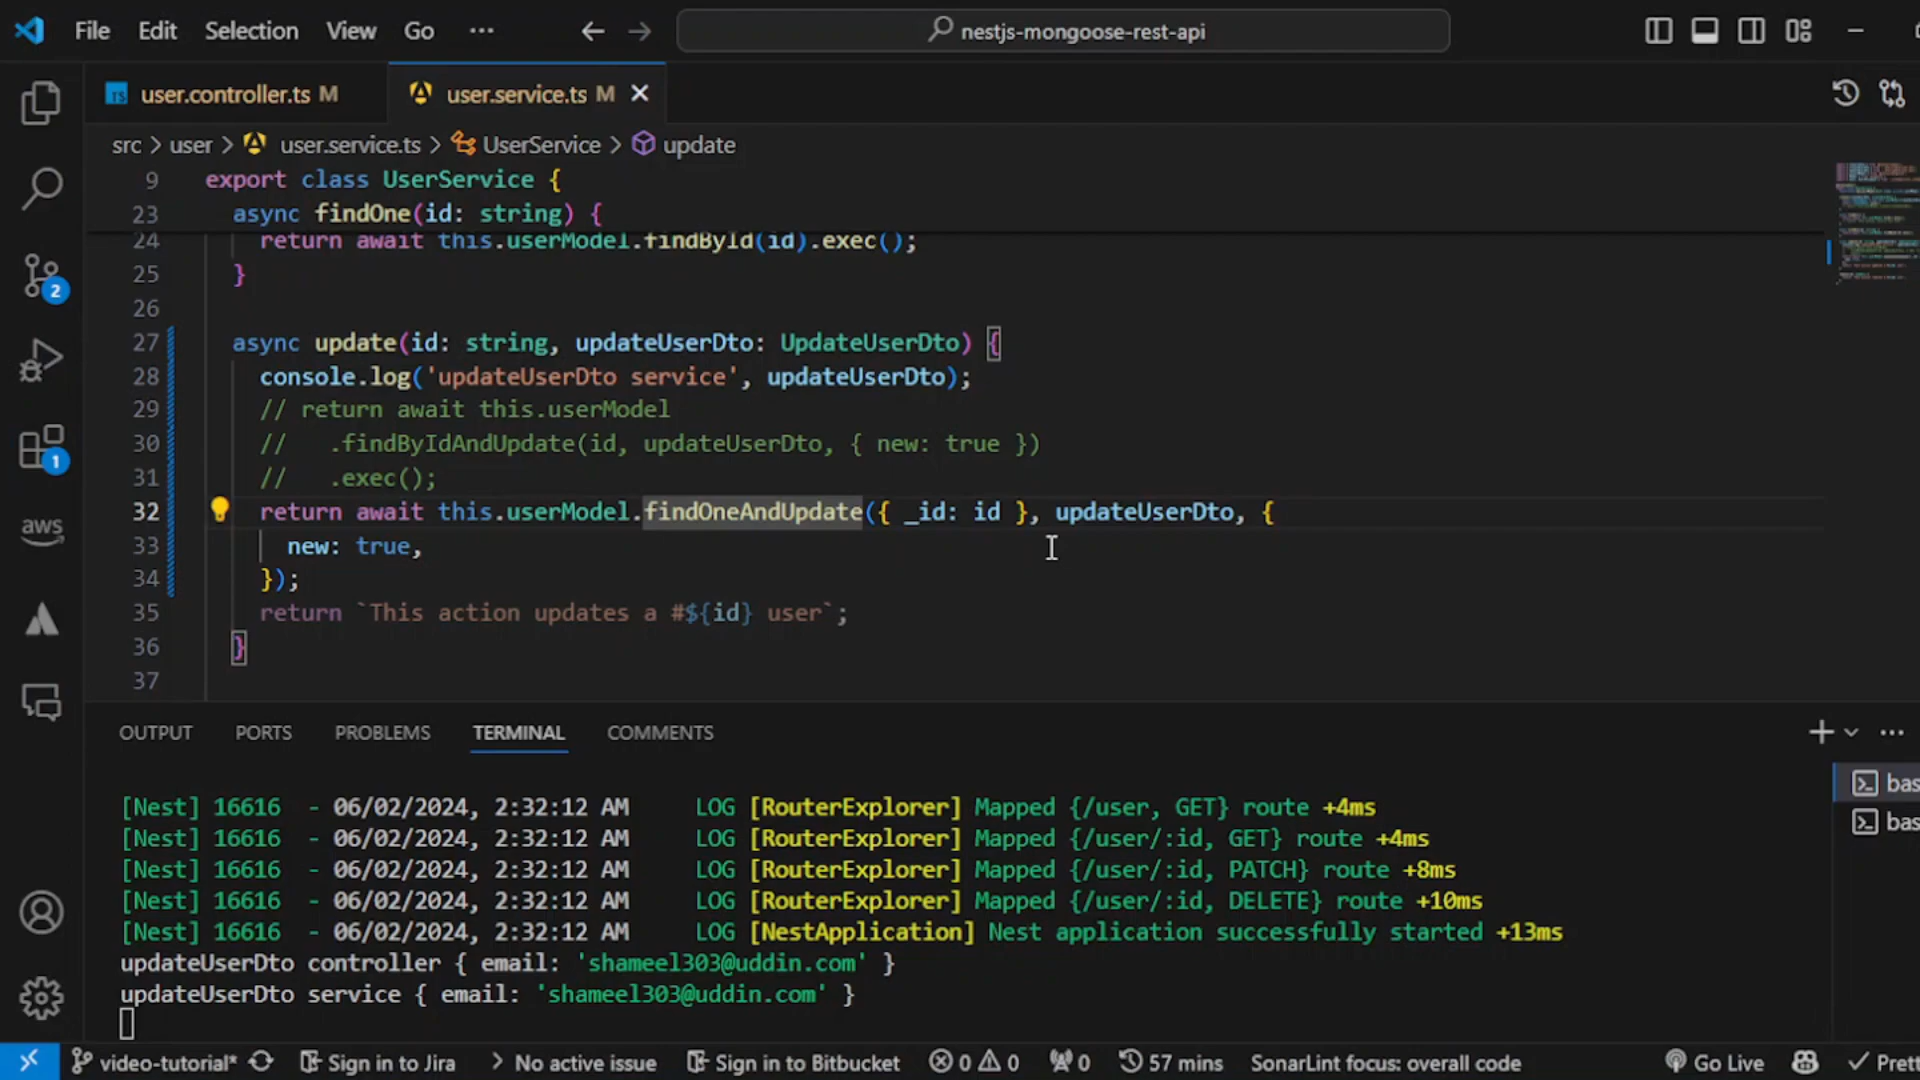 File Edit Selection View Go ··· nestjs-mongoose-rest-api
TS user.controller.ts M user.service.ts M
src > user > user.service.ts > UserService > update
9 export class UserService {
23 async findOne(id: string) {
24 return await this.userModel.findById(id).exec();
25 }
26
27 async update(id: string, updateUserDto: UpdateUserDto) {
28 console.log('updateUserDto service', updateUserDto);
29 // return await this.userModel
30 // .findByIdAndUpdate(id, updateUserDto, { new: true })
31 // .exec();
32 return await this.userModel.findOneAndUpdate({ _id: id }, updateUserDto, {
33 new: true,
34 });
35 return `This action updates a #${id} user`;
36 }
37
2
1
aws
OUTPUT PORTS PROBLEMS TERMINAL COMMENTS
[Nest] 16616 - 06/02/2024, 2:32:12 AM LOG [RouterExplorer] Mapped {/user, GET} route +4ms
[Nest] 16616 - 06/02/2024, 2:32:12 AM LOG [RouterExplorer] Mapped {/user/:id, GET} route +4ms
[Nest] 16616 - 06/02/2024, 2:32:12 AM LOG [RouterExplorer] Mapped {/user/:id, PATCH} route +8ms
[Nest] 16616 - 06/02/2024, 2:32:12 AM LOG [RouterExplorer] Mapped {/user/:id, DELETE} route +10ms
[Nest] 16616 - 06/02/2024, 2:32:12 AM LOG [NestApplication] Nest application successfully started +13ms
updateUserDto controller { email: 'shameel303@uddin.com' }
updateUserDto service { email: 'shameel303@uddin.com' }
bas
bas
video-tutorial* Sign in to Jira > No active issue Sign in to Bitbucket 0 0 0 57 mins SonarLint focus: overall code Go Live Prett